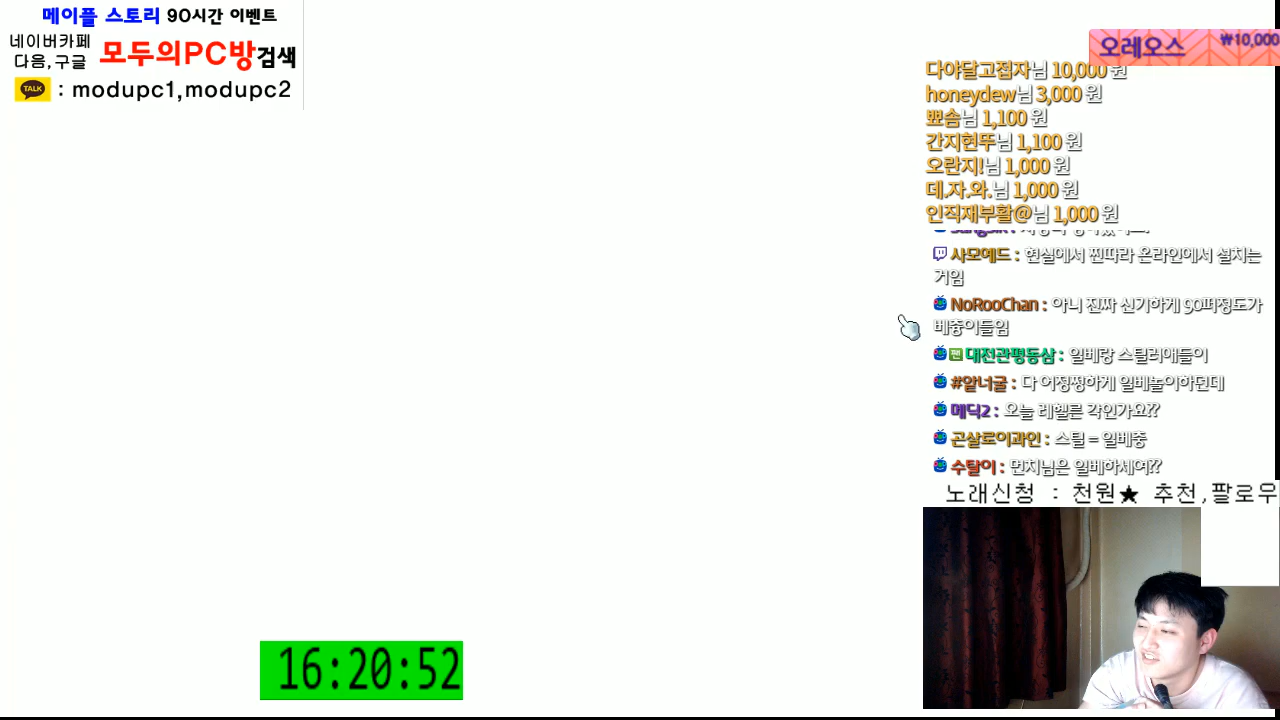 메이플 스토리 90시간 이벤트
네이버카페
다음,구글
모두의PC방검색
TALK : modupc1,modupc2
오레오스 ₩10,000
다야달고접자님 10,000 원
honeydew님 3,000 원
뽀솜님 1,100 원
간지현뚜님 1,100 원
오란지!님 1,000 원
데.자.와.님 1,000 원
인직재부활@님 1,000 원
사모예드 : 현실에서 찐따라 온라인에서 설치는
거임
NoRooChan : 아니 진짜 신기하게 90퍼정도가
베충이들임
팬 대전관평동삼 : 일베랑 스틸러애들이
#앝너굴 : 다 어정쩡하게 일베놀이하던데
메딕2 : 오늘 레헬른 각인가요??
곤살로이과인 : 스틸 = 일베충
수탈이 : 먼치님은 일베하세여??
노래신청 : 천원★ 추천,팔로우
16:20:52